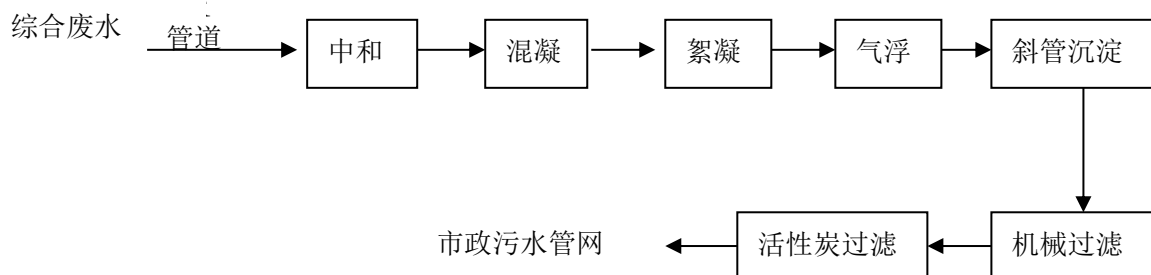 综合废水
管道
中和
混凝
絮凝
气浮
斜管沉淀
机械过滤
活性炭过滤
市政污水管网